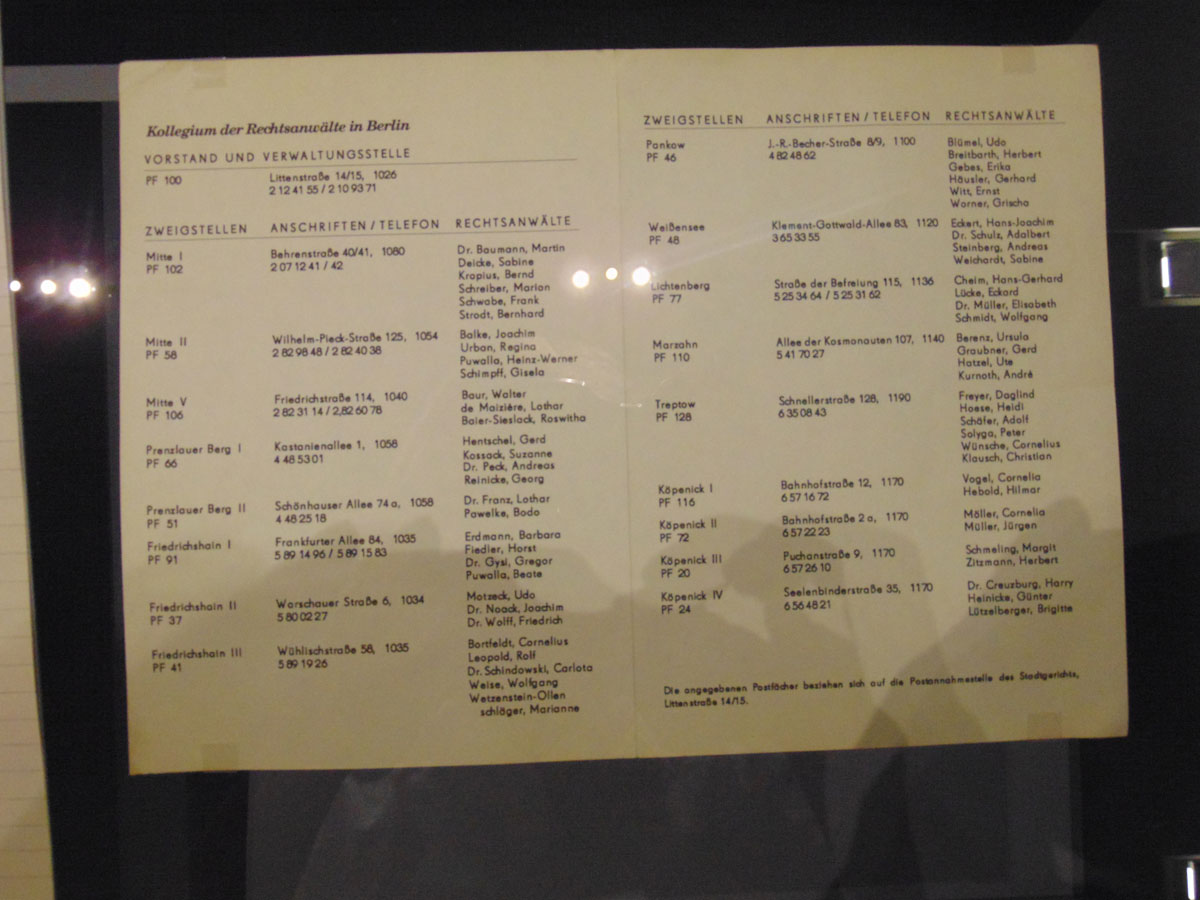 Kollegium der Rechtsanwälte in Berlin
VORSTAND UND VERWALTUNGSSTELLE
PF 100 Littenstraße 14/15, 1026
2 12 41 55 / 2 10 93 71
ZWEIGSTELLEN ANSCHRIFTEN / TELEFON RECHTSANWÄLTE
Mitte I Behrenstraße 40/41, 1080 Dr. Baumann, Martin
PF 102 2 07 12 41 / 42 Deicke, Sabine
Kropius, Bernd
Schreiber, Marion
Schwabe, Frank
Strodt, Bernhard
Mitte II Wilhelm-Pieck-Straße 125, 1054 Balke, Joachim
PF 58 2 82 98 48 / 2 82 40 38 Urban, Regina
Puwalla, Heinz-Werner
Schimpff, Gisela
Mitte V Friedrichstraße 114, 1040 Baur, Walter
PF 106 2 82 31 14 / 2,82 60 78 de Maizière, Lothar
Baier-Sieslack, Roswitha
Prenzlauer Berg I Kastanienallee 1, 1058 Hentschel, Gerd
PF 66 4 48 53 01 Kossack, Suzanne
Dr. Peck, Andreas
Reinicke, Georg
Prenzlauer Berg II Schönhauser Allee 74 a, 1058 Dr. Franz, Lothar
PF 51 4 48 25 18 Pawelke, Bodo
Friedrichshain I Frankfurter Allee 84, 1035 Erdmann, Barbara
PF 91 5 89 14 96 / 5 89 15 83 Fiedler, Horst
Dr. Gysi, Gregor
Puwalla, Beate
Friedrichshain II Warschauer Straße 6, 1034 Motzeck, Udo
PF 37 5 80 02 27 Dr. Noack, Joachim
Dr. Wolff, Friedrich
Friedrichshain III Wühlischstraße 58, 1035 Bortfeldt, Cornelius
PF 41 5 89 19 26 Leopold, Rolf
Dr. Schindowski, Carlota
Weise, Wolfgang
Wetzenstein-Ollen
schläger, Marianne
ZWEIGSTELLEN ANSCHRIFTEN / TELEFON RECHTSANWÄLTE
Pankow J.-R.-Becher-Straße 8/9, 1100 Blümel, Udo
PF 46 4 82 48 62 Breitbarth, Herbert
Gebes, Erika
Häusler, Gerhard
Witt, Ernst
Worner, Grischa
Weißensee Klement-Gottwald-Allee 83, 1120 Eckert, Hans-Joachim
PF 48 3 65 33 55 Dr. Schulz, Adalbert
Steinberg, Andreas
Weichardt, Sabine
Lichtenberg Straße der Befreiung 115, 1136 Cheim, Hans-Gerhard
PF 77 5 25 34 64 / 5 25 31 62 Lücke, Eckard
Dr. Müller, Elisabeth
Schmidt, Wolfgang
Marzahn Allee der Kosmonauten 107, 1140 Berenz, Ursula
PF 110 5 41 70 27 Graubner, Gerd
Hatzel, Ute
Kurnoth, André
Treptow Schnellerstraße 128, 1190 Freyer, Daglind
PF 128 6 35 08 43 Hoese, Heidi
Schäfer, Adolf
Solyga, Peter
Wünsche, Cornelius
Klausch, Christian
Köpenick I Bahnhofstraße 12, 1170 Vogel, Cornelia
PF 116 6 57 16 72 Hebold, Hilmar
Köpenick II Bahnhofstraße 2 a, 1170 Möller, Cornelia
PF 72 6 57 22 23 Müller, Jürgen
Köpenick III Puchanstraße 9, 1170 Schmeling, Margit
PF 20 6 57 26 10 Zitzmann, Herbert
Köpenick IV Seelenbinderstraße 35, 1170 Dr. Creuzburg, Harry
PF 24 6 56 48 21 Heinicke, Günter
Lützelberger, Brigitte
Die angegebenen Postfächer beziehen sich auf die Postannahmestelle des Stadtgerichts,
Littenstraße 14/15.